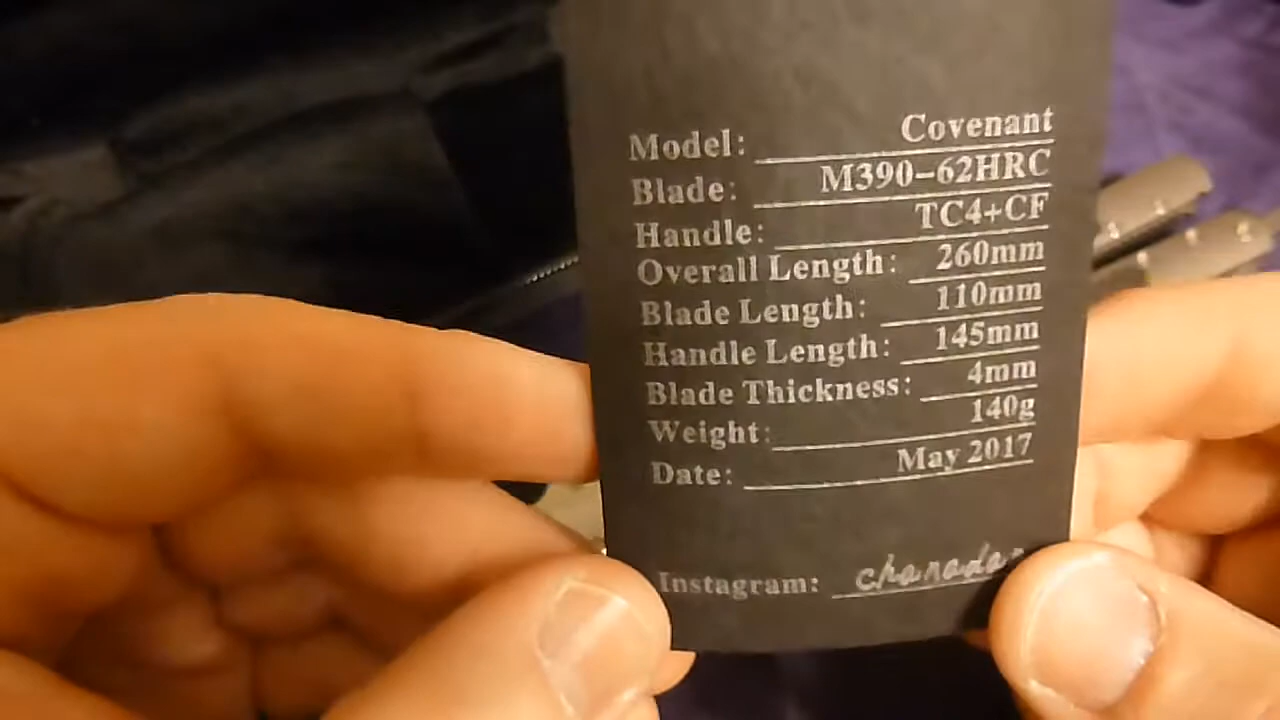 Model: Covenant
Blade: M390-62HRC
Handle: TC4+CF
Overall Length: 260mm
Blade Length: 110mm
Handle Length: 145mm
Blade Thickness: 4mm
Weight: 140g
Date: May 2017
Instagram: